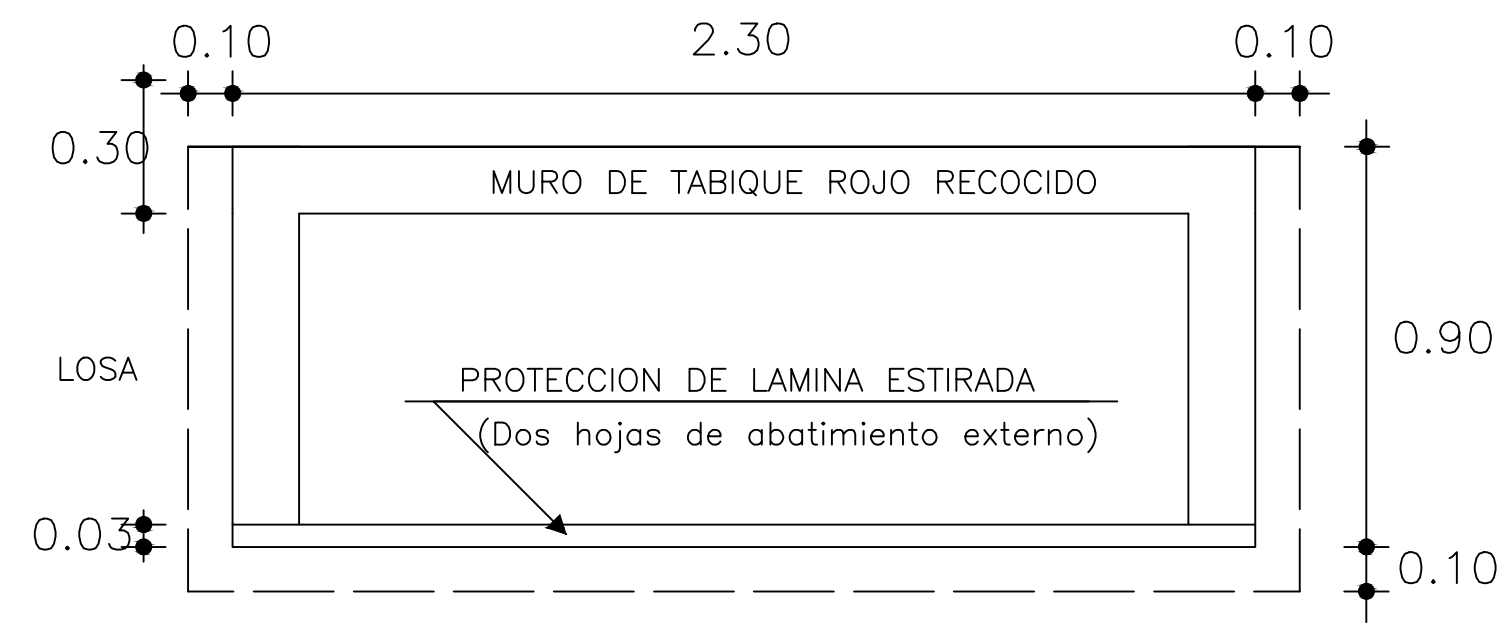 0.10
2.30
0.10
0.30
MURO DE TABIQUE ROJO RECOCIDO
0.90
LOSA
PROTECCION DE LAMINA ESTIRADA
(Dos hojas de abatimiento externo)
0.03
0.10